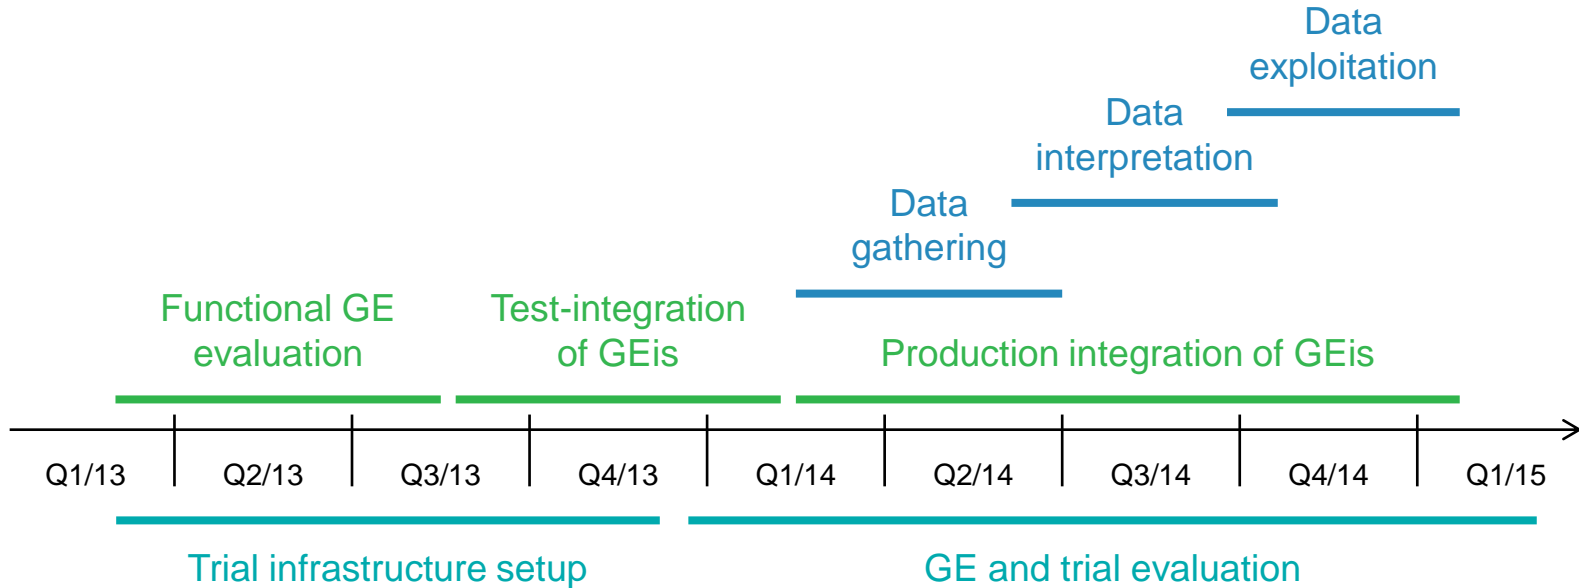 Data
exploitation
Data
interpretation
Data
gathering
Functional GE
evaluation
Test-integration
of GEis
Production integration of GEis
Q1/13
Q2/13
Q3/13
Q4/13
Q1/14
Q2/14
Q3/14
Q4/14
Q1/15
Trial infrastructure setup
GE and trial evaluation